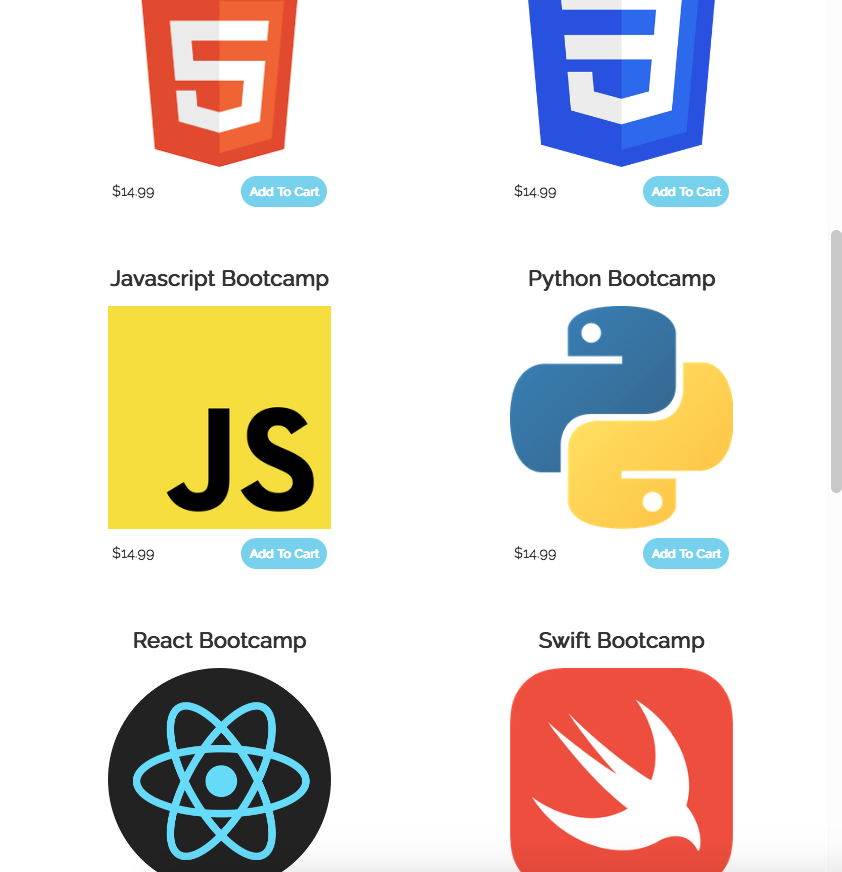 5
$14.99 Add To Cart
$14.99 Add To Cart
Javascript Bootcamp
Python Bootcamp
JS
$14.99 Add To Cart
$14.99 Add To Cart
React Bootcamp
Swift Bootcamp